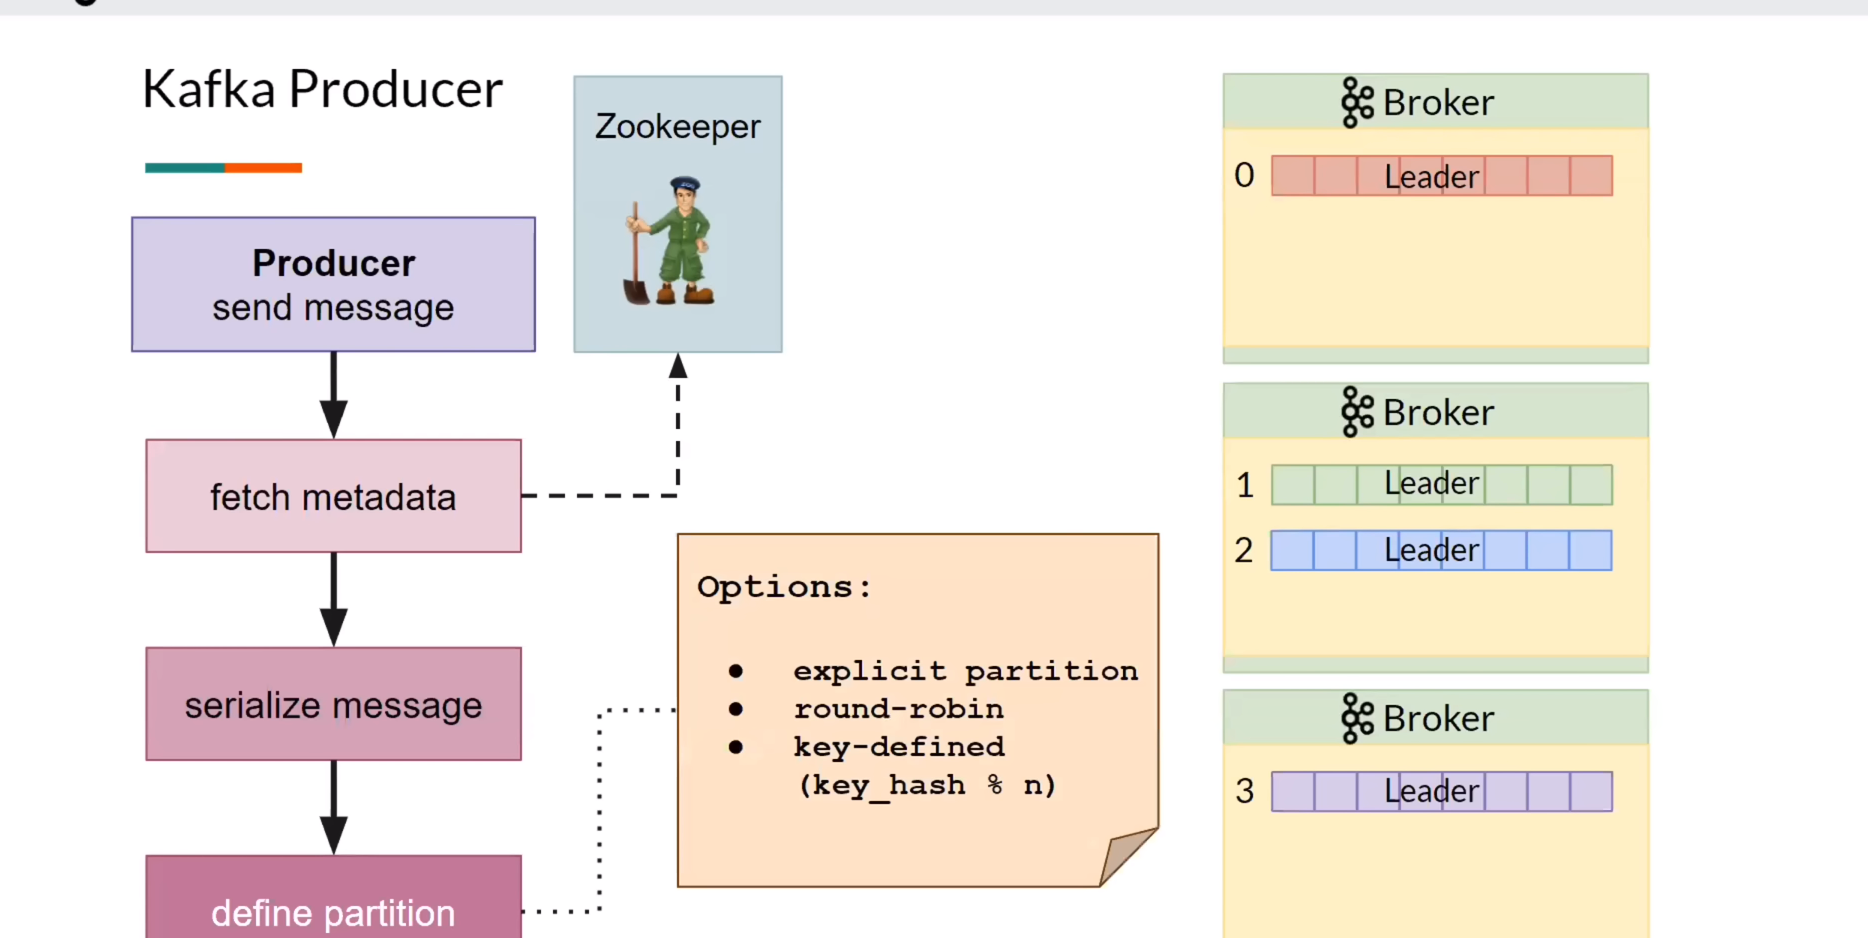 Kafka Producer
Producer
send message
fetch metadata
serialize message
define partition
Zookeeper
Options:
● explicit partition
● round-robin
● key-defined
(key_hash % n)
Broker
0 Leader
Broker
1 Leader
2 Leader
Broker
3 Leader